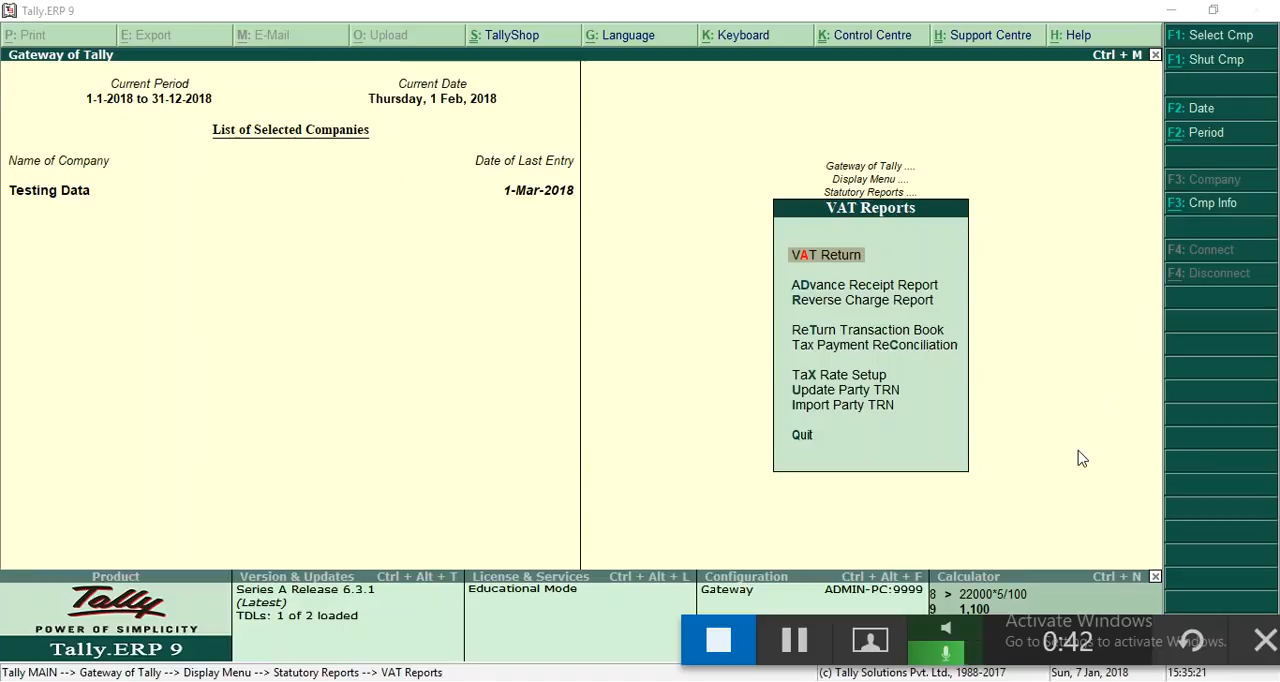 Tally.ERP 9
P: Print
E: Export
M: E-Mail
O: Upload
S: TallyShop
G: Language
K: Keyboard
K: Control Centre
H: Support Centre
H: Help
F1: Select Cmp
F1: Shut Cmp
F2: Date
F2: Period
F3: Company
F3: Cmp Info
F4: Connect
F4: Disconnect
Gateway of Tally
Ctrl + M
Current Period
1-1-2018 to 31-12-2018
Current Date
Thursday, 1 Feb, 2018
List of Selected Companies
Name of Company
Date of Last Entry
Testing Data
1-Mar-2018
Gateway of Tally ....
Display Menu ....
Statutory Reports ....
VAT Reports
VAT Return
ADvance Receipt Report
Reverse Charge Report
ReTurn Transaction Book
Tax Payment ReConciliation
TaX Rate Setup
Update Party TRN
Import Party TRN
Quit
Product
Tally
POWER OF SIMPLICITY
Tally.ERP 9
Version & Updates Ctrl + Alt + T
Series A Release 6.3.1
(Latest)
TDLs: 1 of 2 loaded
License & Services Ctrl + Alt + L
Educational Mode
Configuration Ctrl + Alt + F
Gateway ADMIN-PC:9999
Calculator Ctrl + N
8 > 22000*5/100
9 1,100
0:42
Activate Windows
Go to Settings to activate Windows.
Tally MAIN --> Gateway of Tally --> Display Menu --> Statutory Reports --> VAT Reports
(c) Tally Solutions Pvt. Ltd., 1988-2017
Sun, 7 Jan, 2018
15:35:21